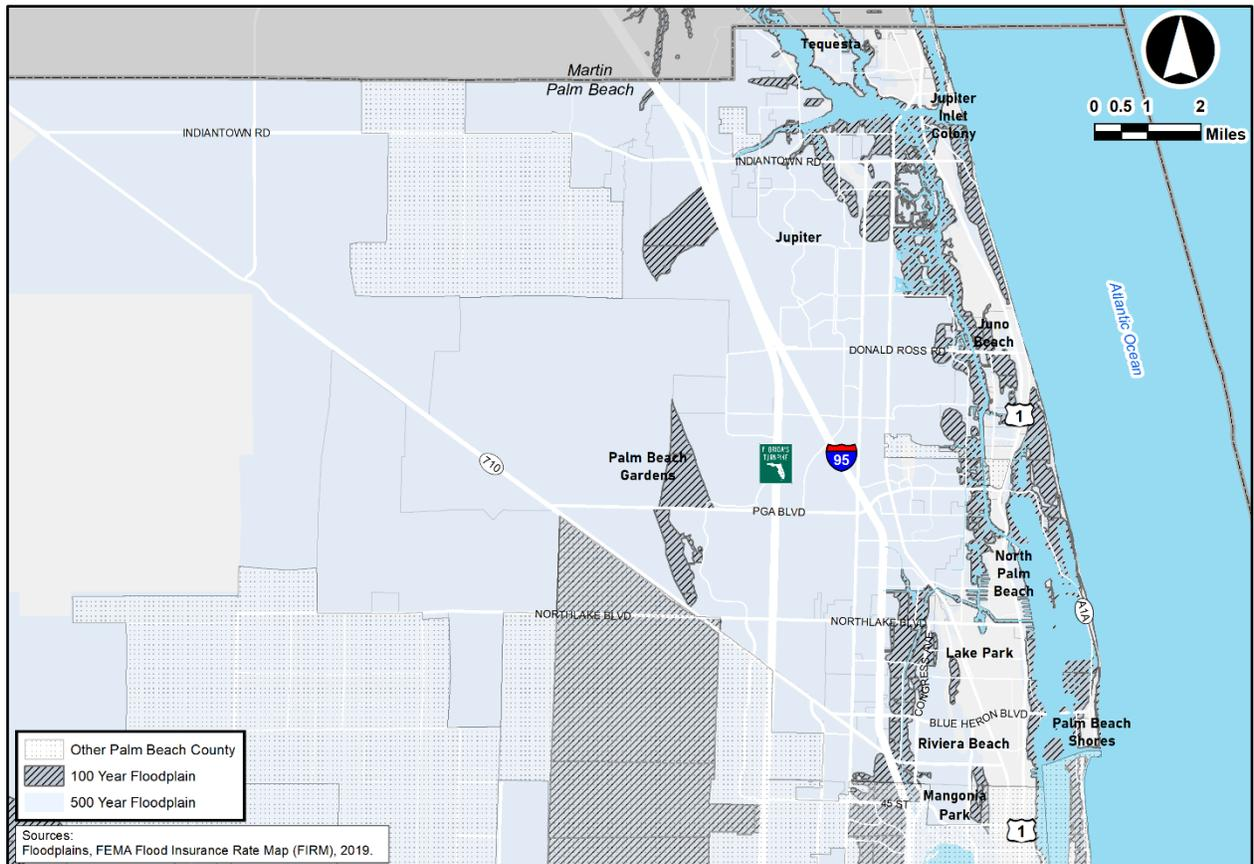 Tequesta
Martin
Palm Beach
Jupiter
Inlet
Colony
0 0.5 1 2
Miles
INDIANTOWN RD
INDIANTOWN RD
Jupiter
Atlantic Ocean
Juno
Beach
DONALD ROSS RD
1
Palm Beach
Gardens
FLORIDA'S
TURNPIKE
95
710
PGA BLVD
North
Palm
Beach
A1A
NORTHLAKE BLVD
NORTHLAKE BLVD
CONGRESS AVE
Lake Park
BLUE HERON BLVD
Palm Beach
Shores
Riviera Beach
Mangonia
Park
45 ST
1
Other Palm Beach County
100 Year Floodplain
500 Year Floodplain
Sources:
Floodplains, FEMA Flood Insurance Rate Map (FIRM), 2019.